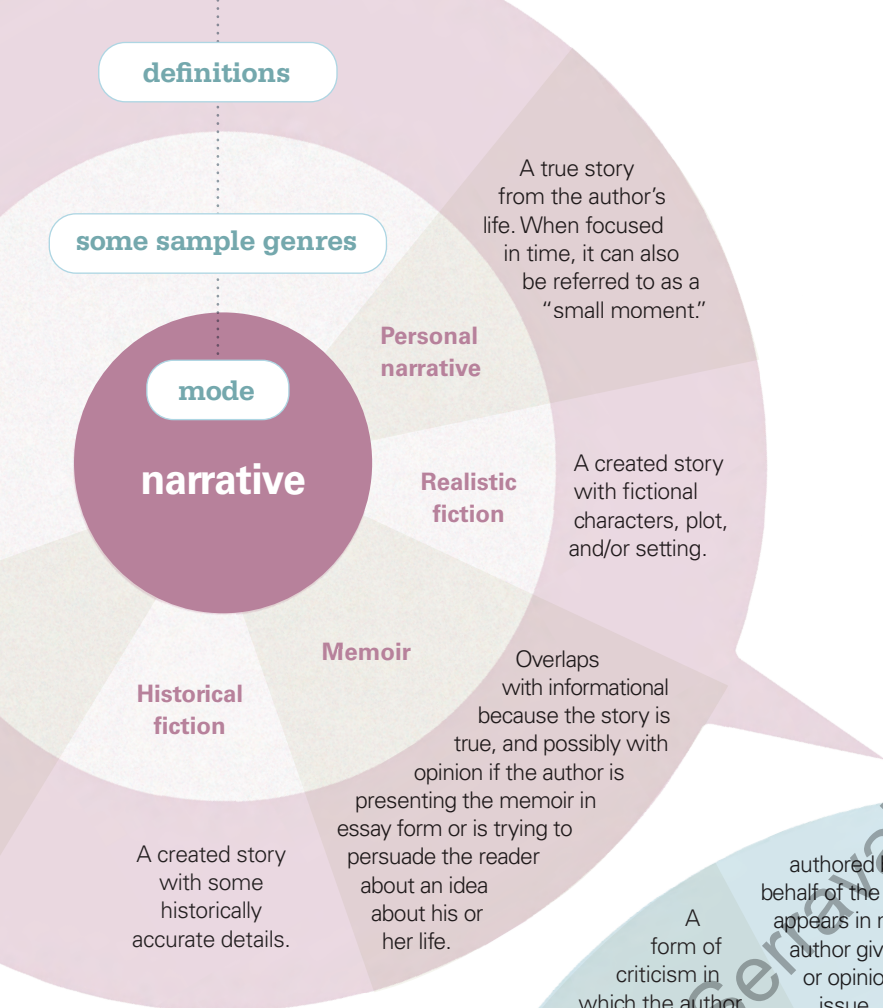 definitions
some sample genres
mode
narrative
Personal
narrative
A true story
from the author’s
life. When focused
in time, it can also
be referred to as a
“small moment.”
Realistic
fiction
A created story
with fictional
characters, plot,
and/or setting.
Memoir
Overlaps
with informational
because the story is
true, and possibly with
opinion if the author is
presenting the memoir in
essay form or is trying to
persuade the reader
about an idea
about his or
her life.
Historical
fiction
A created story
with some
historically
accurate details.
A
form of
criticism in
which the author
authored
behalf of the
appears in
author
or
issue